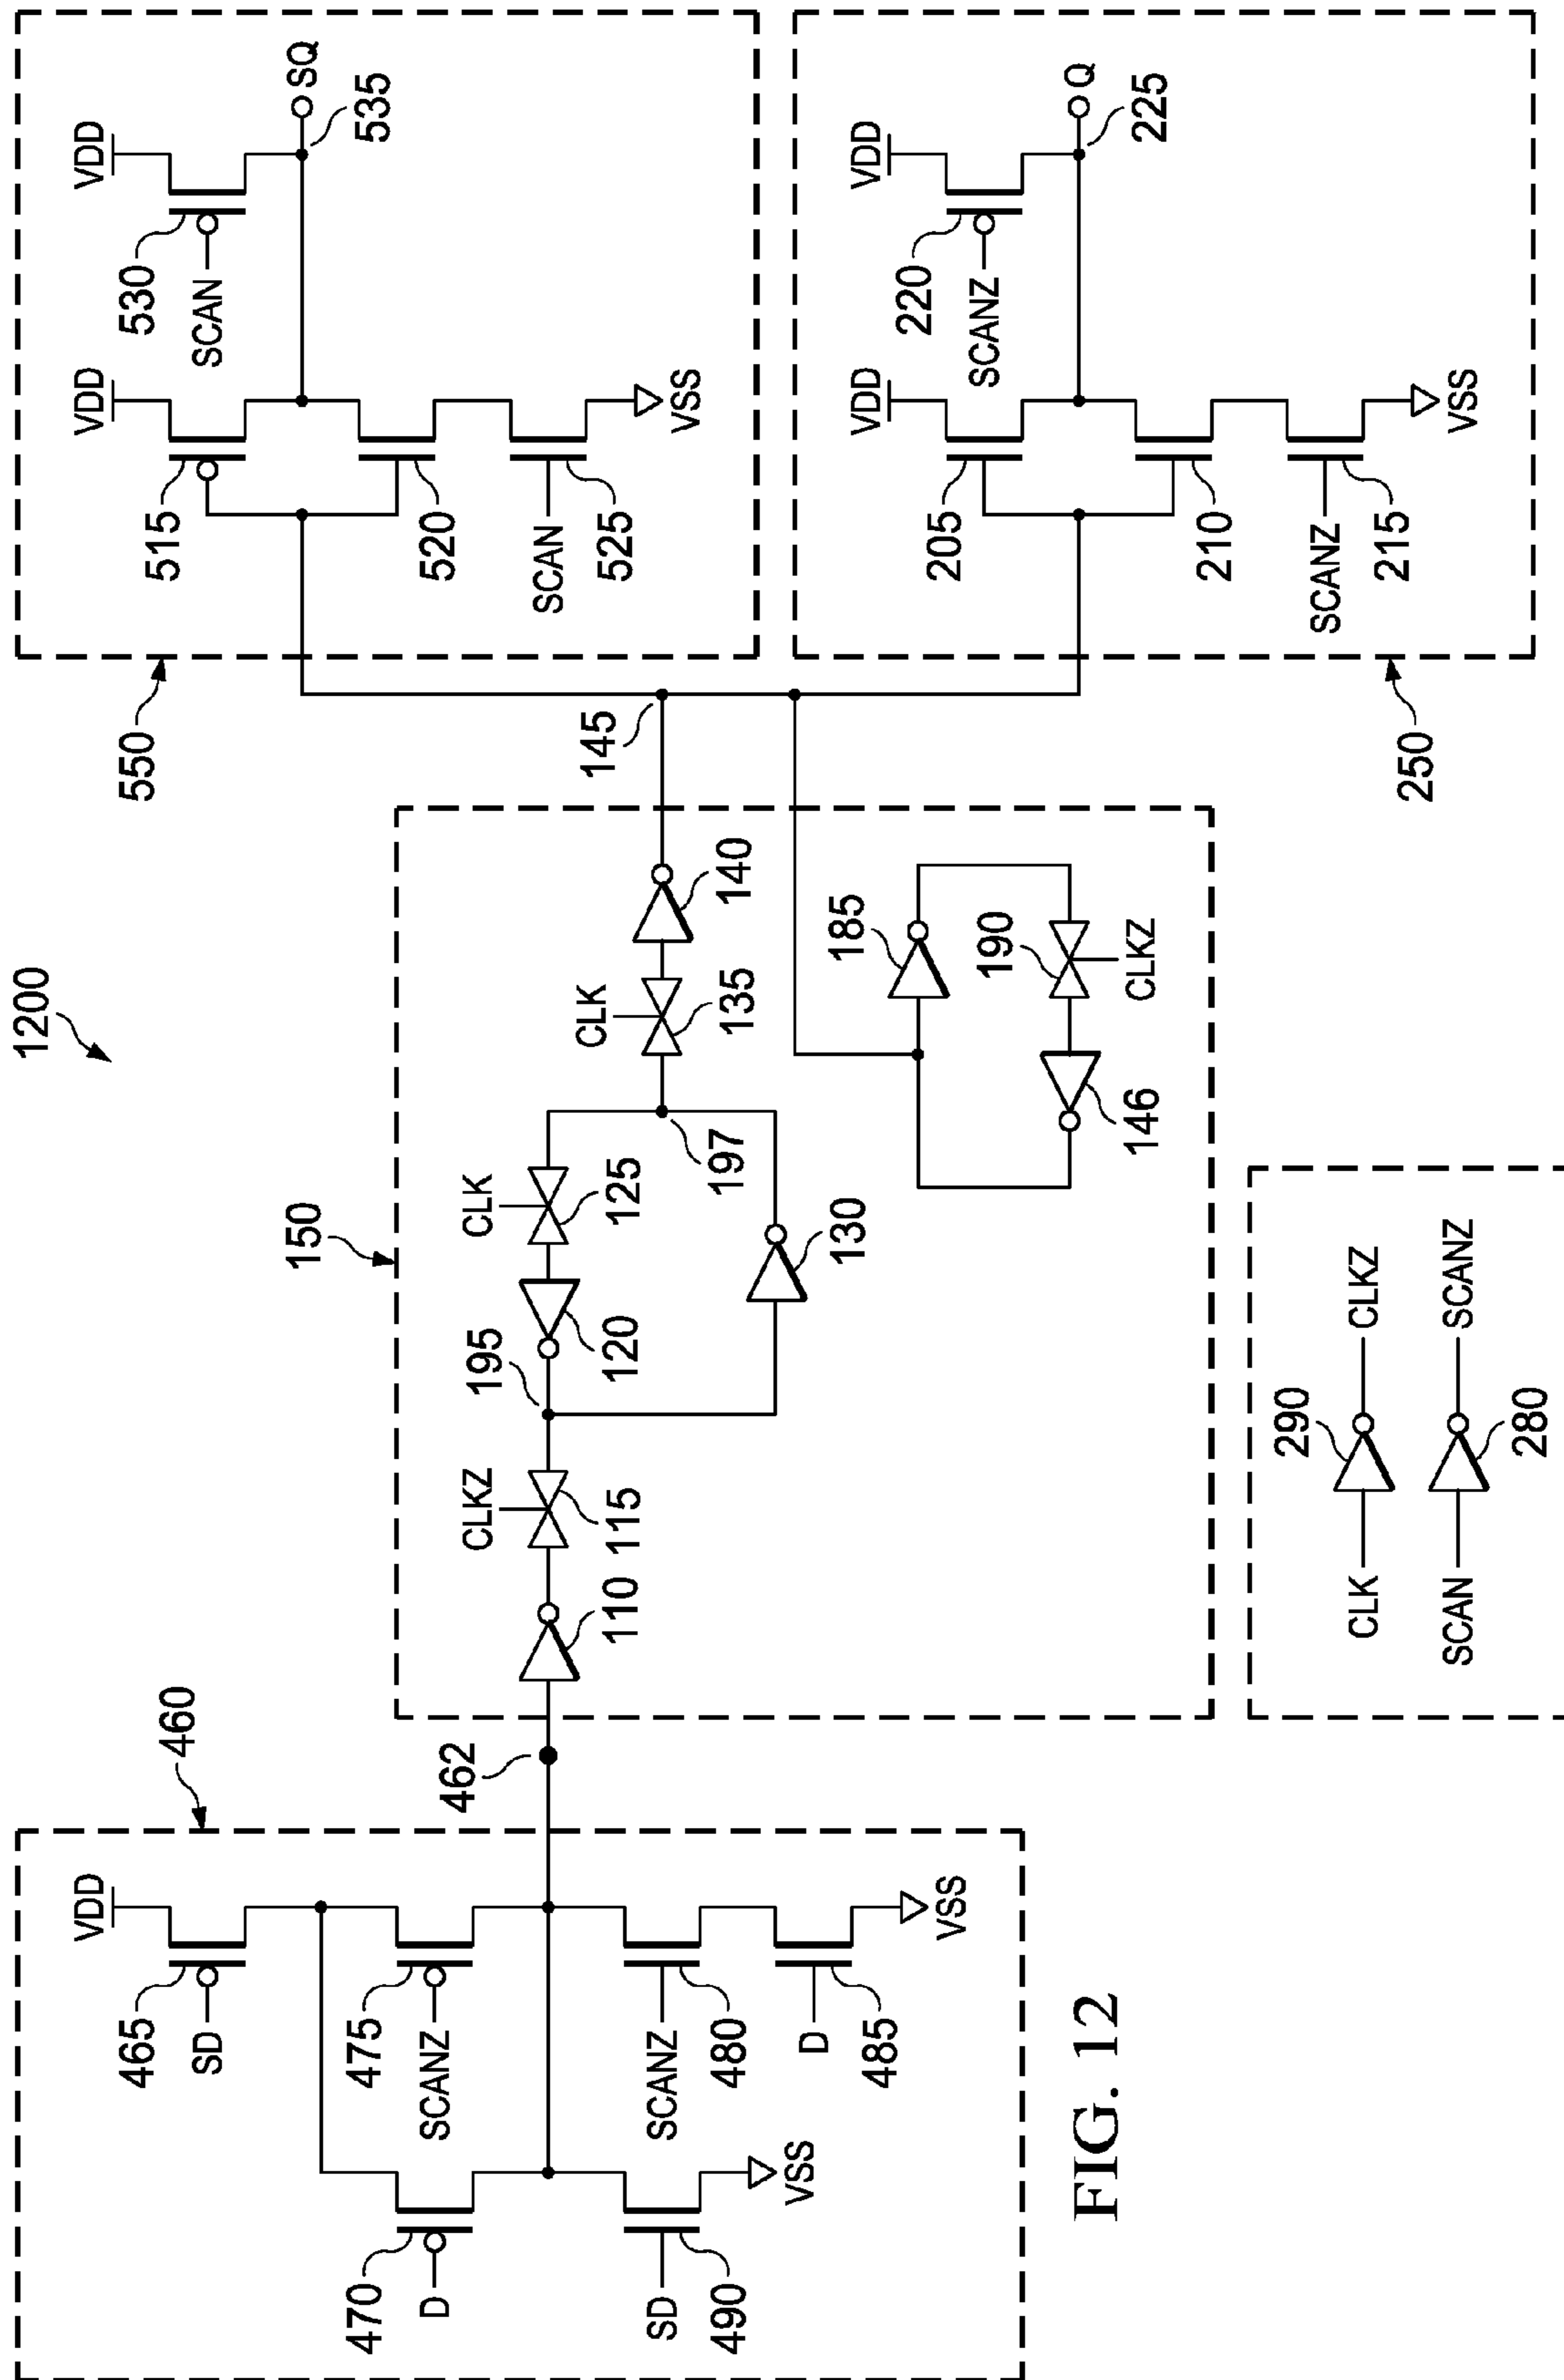 1200
460
VDD
465
SD
470
D
475
SCANZ
SCANZ
480
SD
490
VSS
D
485
VSS
462
150
110
CLKZ
115
195
120
CLK
125
130
197
CLK
135
140
145
185
190
CLKZ
146
550
VDD
515
VDD
530
SCAN
520
SCAN
525
VSS
SQ
535
250
VDD
205
VDD
220
SCANZ
210
SCANZ
215
VSS
Q
225
290
CLK
CLKZ
SCAN
SCANZ
280
FIG. 12